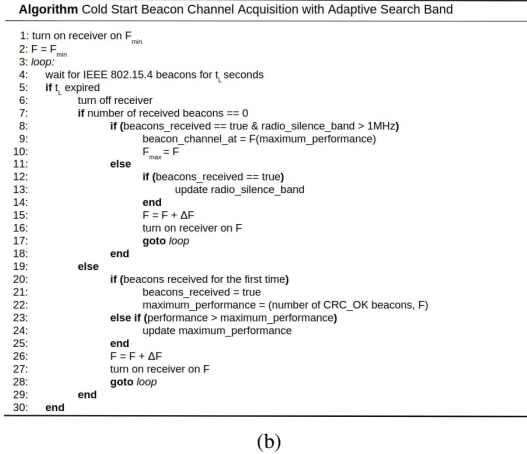 Algorithm Cold Start Beacon Channel Acquisition with Adaptive Search Band
1: turn on receiver on Fmin
2: F = Fmin
3: loop:
4: wait for IEEE 802.15.4 beacons for tL seconds
5: if tL expired
6: turn off receiver
7: if number of received beacons == 0
8: if (beacons_received == true & radio_silence_band > 1MHz)
9: beacon_channel_at = F(maximum_performance)
10: Fmax = F
11: else
12: if (beacons_received == true)
13: update radio_silence_band
14: end
15: F = F + ΔF
16: turn on receiver on F
17: goto loop
18: end
19: else
20: if (beacons received for the first time)
21: beacons_received = true
22: maximum_performance = (number of CRC_OK beacons, F)
23: else if (performance > maximum_performance)
24: update maximum_performance
25: end
26: F = F + ΔF
27: turn on receiver on F
28: goto loop
29: end
30: end
(b)